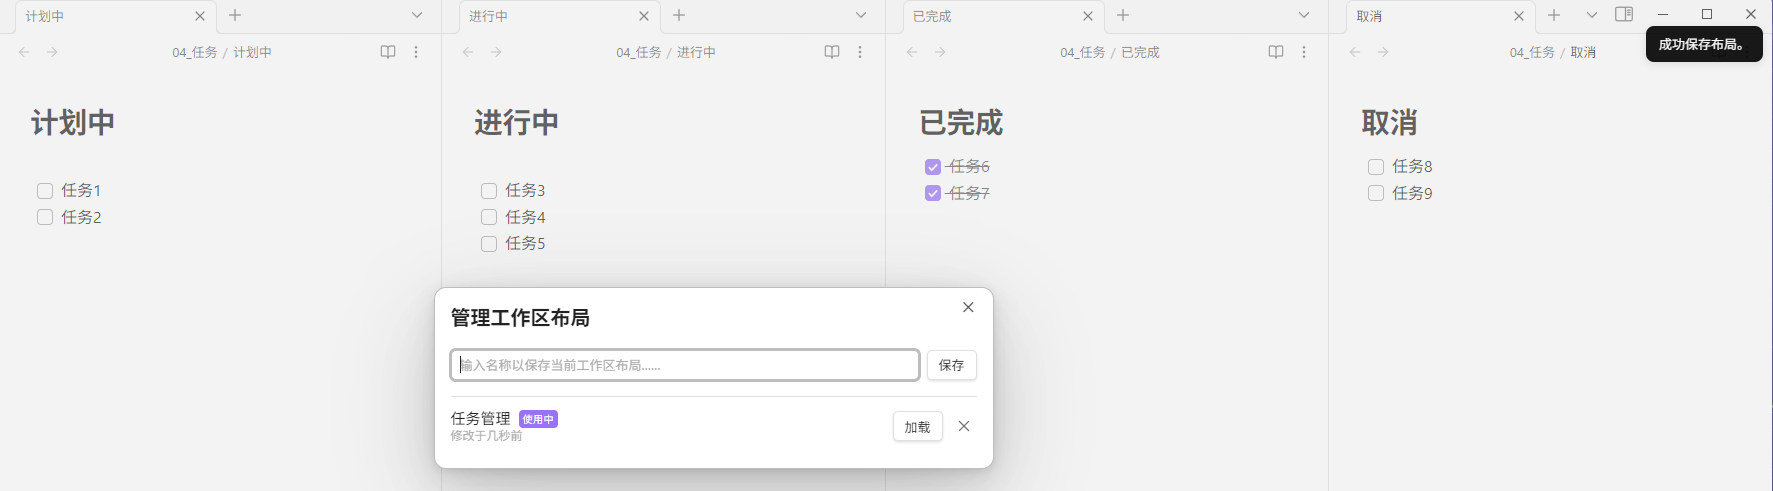 计划中
进行中
已完成
取消
04_任务 / 计划中
04_任务 / 进行中
04_任务 / 已完成
04_任务 / 取消
成功保存布局。
计划中
任务1
任务2
进行中
任务3
任务4
任务5
已完成
任务6
任务7
取消
任务8
任务9
管理工作区布局
输入名称以保存当前工作区布局......
保存
任务管理 使用中
修改于几秒前
加载